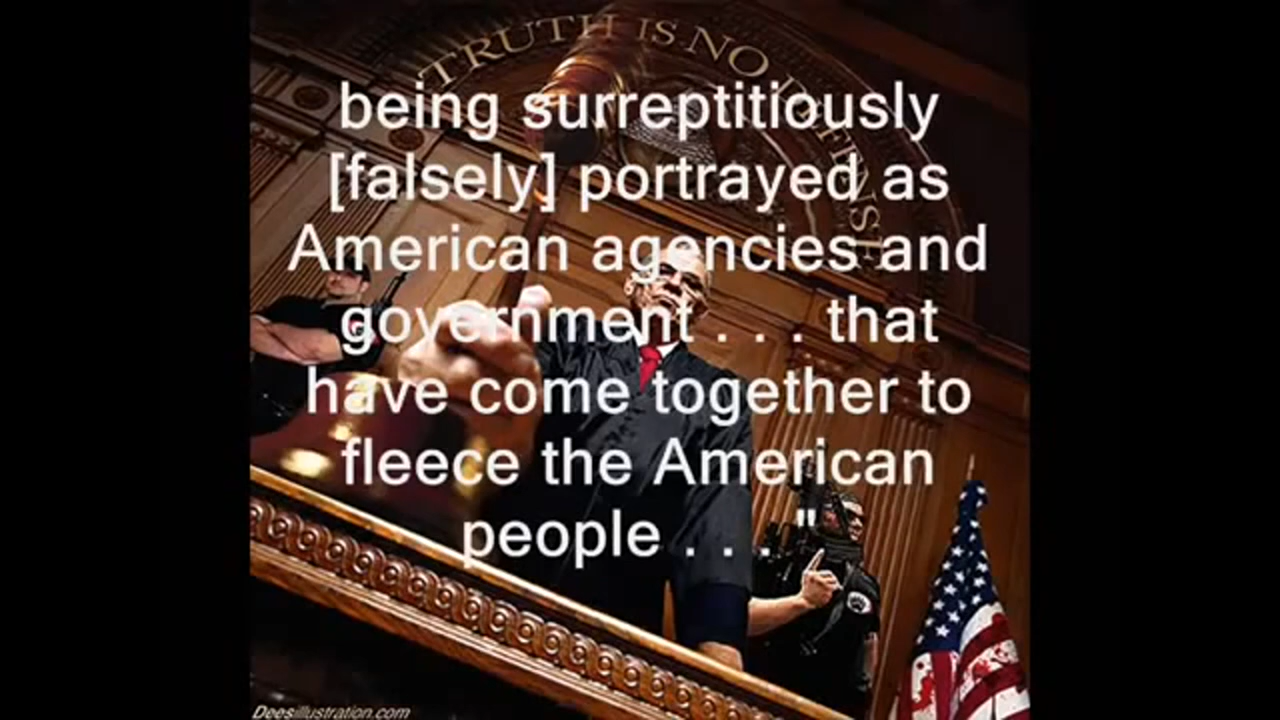 TRUTH IS NO DEFENSE
being surreptitiously
[falsely] portrayed as
American agencies and
government . . . that
have come together to
fleece the American
people . . . "
Deesillustration.com